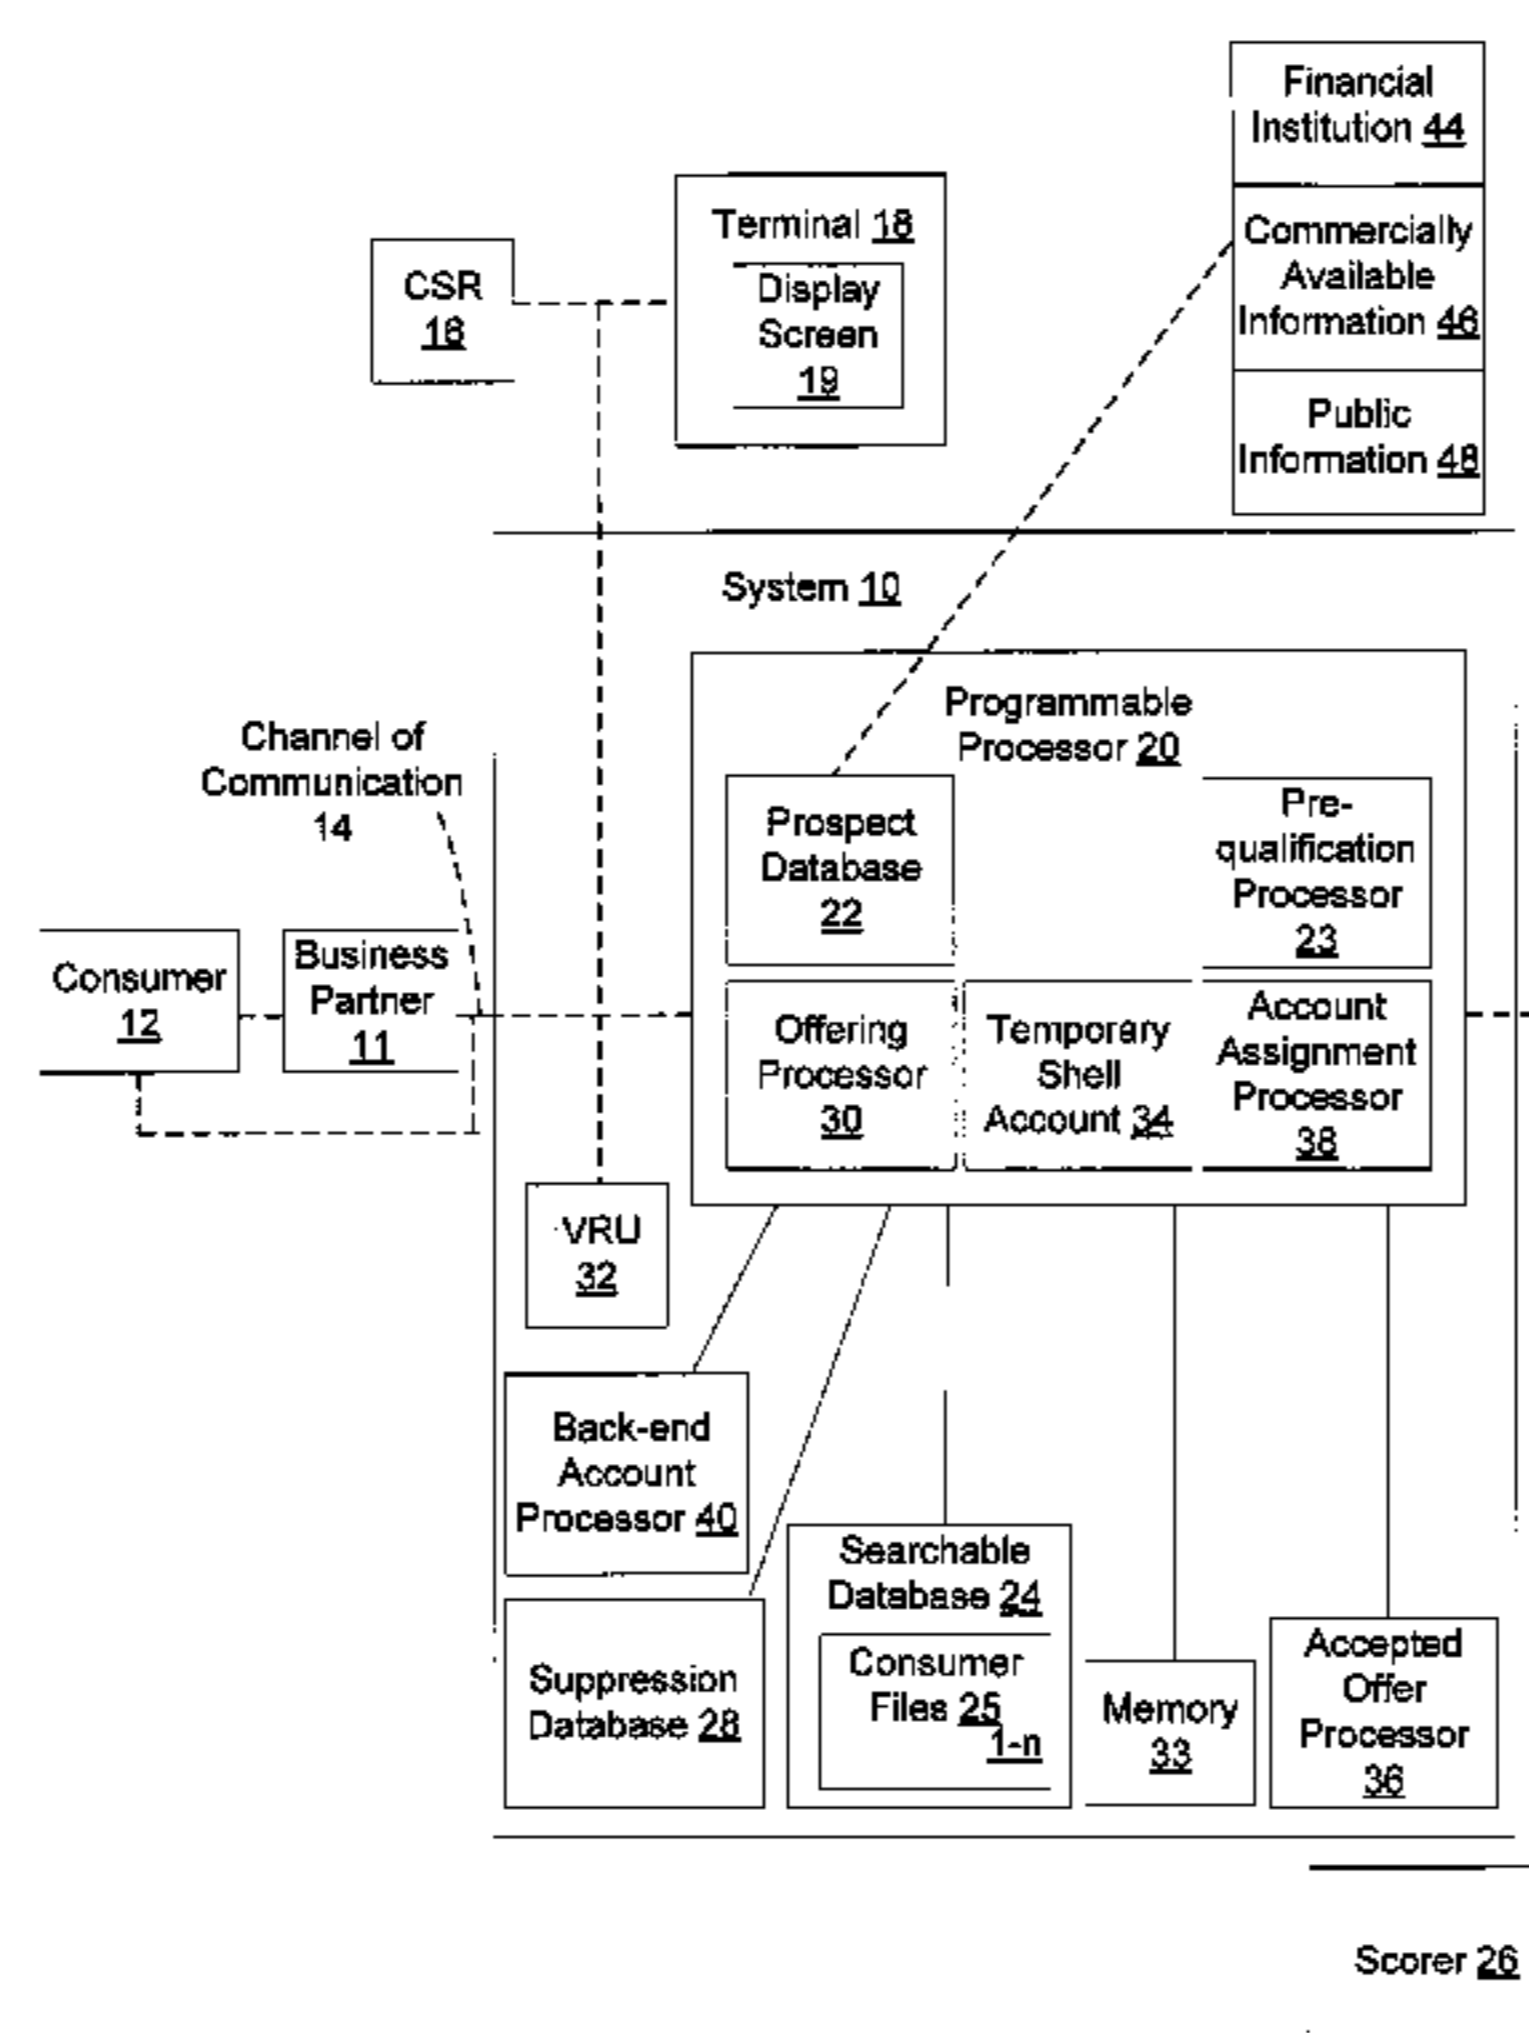 Financial
Institution 44
Commercially
Available
Information 46
Public
Information 48
Terminal 18
Display
Screen
19
CSR
16
System 10
Programmable
Processor 20
Channel of
Communication
14
Prospect
Database
22
Pre-
qualification
Processor
23
Consumer
12
Business
Partner
11
Offering
Processor
30
Temporary
Shell
Account 34
Account
Assignment
Processor
38
VRU
32
Back-end
Account
Processor 40
Suppression
Database 28
Searchable
Database 24
Consumer
Files 25
1-n
Memory
33
Accepted
Offer
Processor
36
Scorer 26